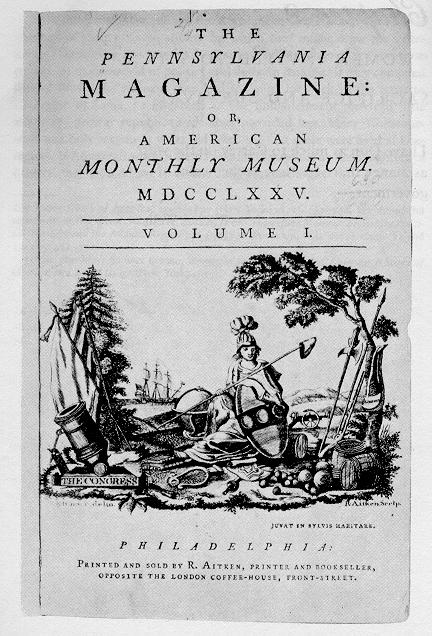 THE
PENNSYLVANIA
MAGAZINE:
OR,
AMERICAN
MONTHLY MUSEUM.
MDCCLXXV.
VOLUME I.
THE CONGRESS
delin.
R. Aitken Sculp.
JUVAT IN SYLVIS HABITARE.
PHILADELPHIA:
PRINTED AND SOLD BY R. AITKEN, PRINTER AND BOOKSELLER,
OPPOSITE THE LONDON COFFEE-HOUSE, FRONT-STREET.